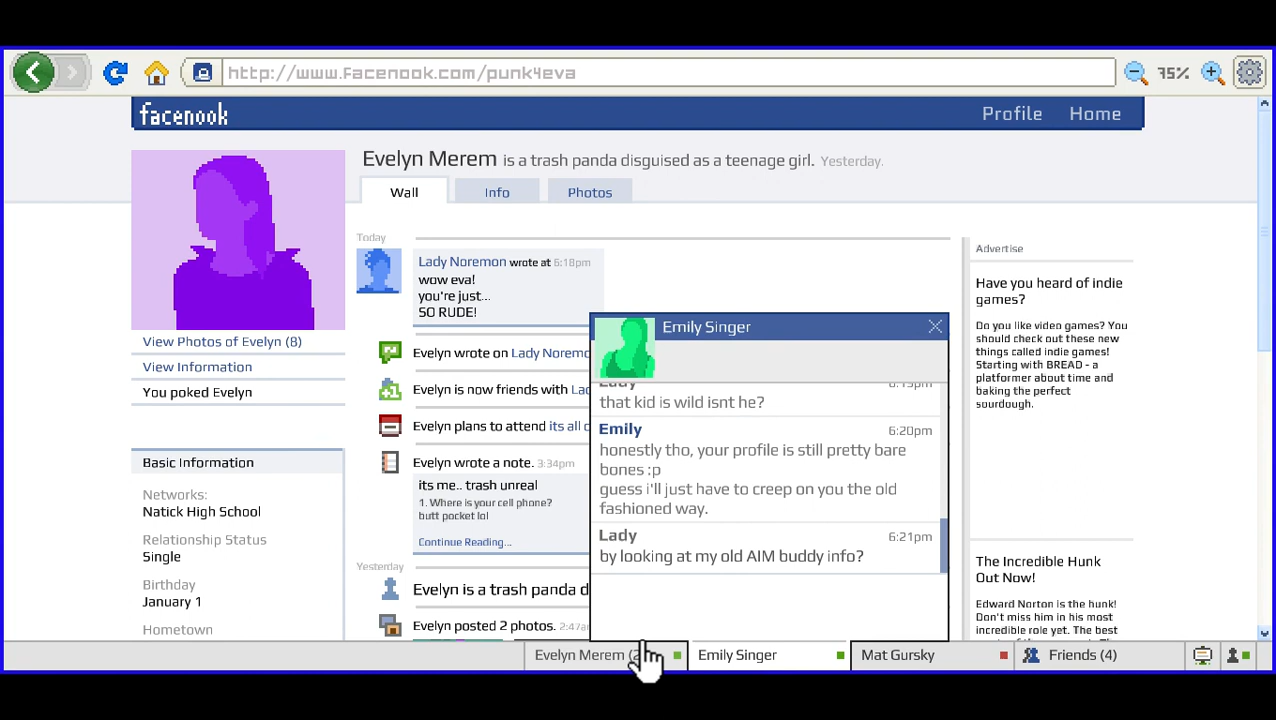 http://www.facenook.com/punk4eva
75%
facenook
Profile Home
Evelyn Merem is a trash panda disguised as a teenage girl. Yesterday.
Wall Info Photos
View Photos of Evelyn (8)
View Information
You poked Evelyn
Basic Information
Networks:
Natick High School
Relationship Status
Single
Birthday
January 1
Hometown
Today
Lady Noremon wrote at 6:18pm
wow eva!
you're just...
SO RUDE!
Evelyn wrote on Lady Noremo
Evelyn is now friends with
Evelyn plans to attend its all
Evelyn wrote a note. 3:34pm
its me.. trash unreal
1. Where is your cell phone?
butt pocket lol
Continue Reading...
Yesterday
Evelyn is a trash panda
Evelyn posted 2 photos. 2:47a
Emily Singer
Lady
that kid is wild isnt he?
Emily 6:20pm
honestly tho, your profile is still pretty bare
bones :p
guess i'll just have to creep on you the old
fashioned way.
Lady 6:21pm
by looking at my old AIM buddy info?
Advertise
Have you heard of indie
games?
Do you like video games? You
should check out these new
things called indie games!
Starting with BREAD - a
platformer about time and
baking the perfect
sourdough.
The Incredible Hunk
Out Now!
Edward Norton is the hunk!
Don't miss him in his most
incredible role yet. The best
Evelyn Merem
Emily Singer
Mat Gursky
Friends (4)